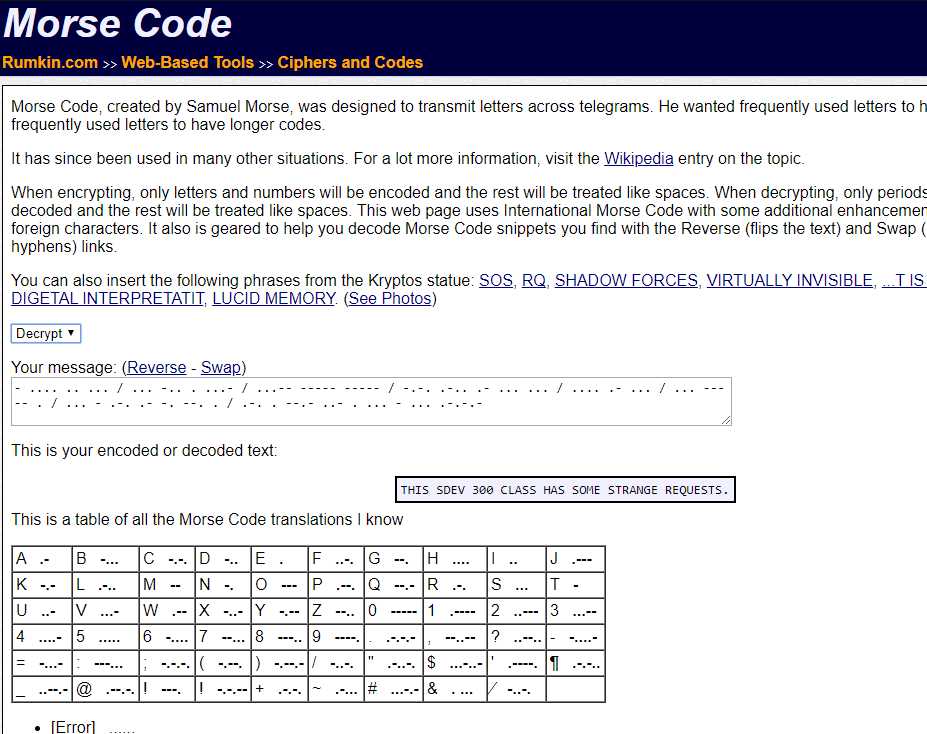 Morse Code
Rumkin.com >> Web-Based Tools >> Ciphers and Codes
Morse Code, created by Samuel Morse, was designed to transmit letters across telegrams. He wanted frequently used letters to h
frequently used letters to have longer codes.
It has since been used in many other situations. For a lot more information, visit the Wikipedia entry on the topic.
When encrypting, only letters and numbers will be encoded and the rest will be treated like spaces. When decrypting, only periods
decoded and the rest will be treated like spaces. This web page uses International Morse Code with some additional enhancemen
foreign characters. It also is geared to help you decode Morse Code snippets you find with the Reverse (flips the text) and Swap (
hyphens) links.
You can also insert the following phrases from the Kryptos statue: SOS, RQ, SHADOW FORCES, VIRTUALLY INVISIBLE, ...T IS
DIGETAL INTERPRETATIT, LUCID MEMORY. (See Photos)
Decrypt ▼
Your message: (Reverse - Swap)
- .... .. ... / ... -.. . ...- / ...-- ----- ----- / -.-. .-.. .- ... ... / .... .- ... / ... ---
-- . / ... - .-. .- -. --. . / .-. . --.- ..- . ... - ... .-.-.-
This is your encoded or decoded text:
THIS SDEV 300 CLASS HAS SOME STRANGE REQUESTS.
This is a table of all the Morse Code translations I know
A .- B -... C -.-. D -.. E . F ..-. G --. H .... I .. J .---
K -.- L .-.. M -- N -. O --- P .--. Q --.- R .-. S ... T -
U ..- V ...- W .-- X -..- Y -.-- Z --.. 0 ----- 1 .---- 2 ..--- 3 ...--
4 ....- 5 ..... 6 -.... 7 --... 8 ---.. 9 ----. . .-.-.- , --..-- ? ..--.. - -....-
= -...- : ---... ; -.-.-. ( -.--. ) -.--.- / -..-. " .-..-. $ ...-..- ' .----. ¶ .-.-..
_ ..--.- @ .--.-. ! ---. ! -.-.-- + .-.-. ~ .-... # ...-.- & . ... ⁄ -..-.
• [Error] ......